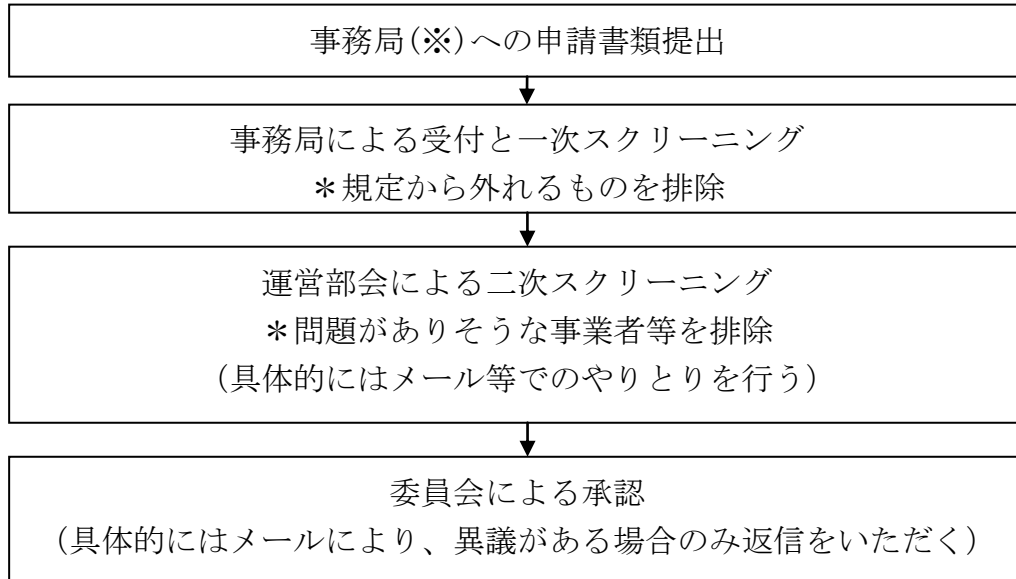 事務局(※)への申請書類提出
事務局による受付と一次スクリーニング
＊規定から外れるものを排除
運営部会による二次スクリーニング
＊問題がありそうな事業者等を排除
（具体的にはメール等でのやりとりを行う）
委員会による承認
（具体的にはメールにより、異議がある場合のみ返信をいただく）